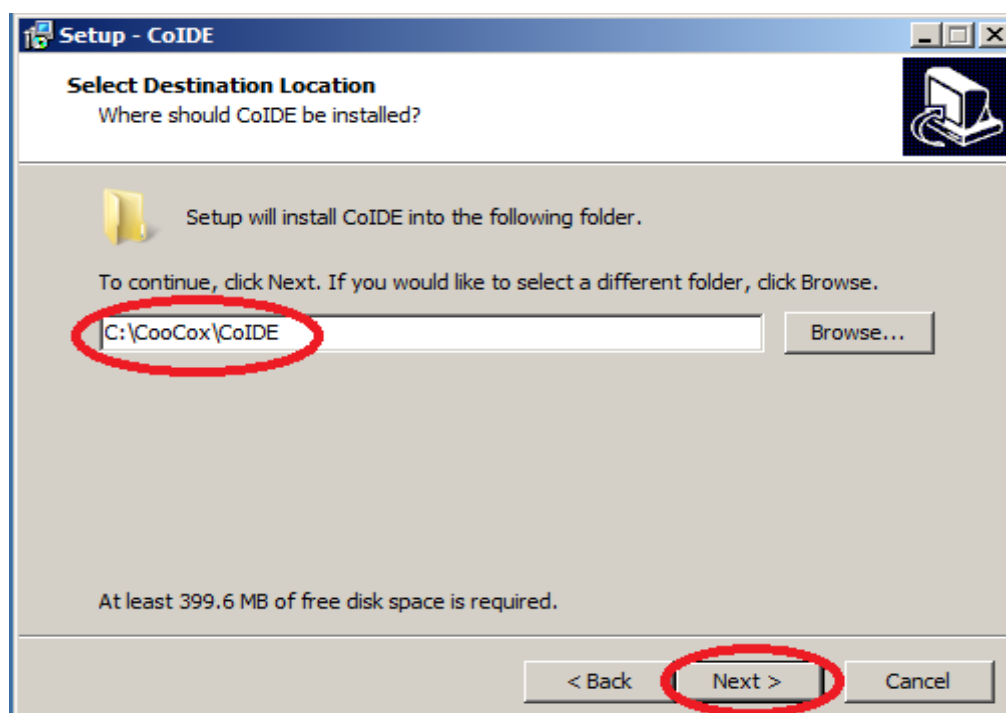 Setup - CoIDE
Select Destination Location
Where should CoIDE be installed?
Setup will install CoIDE into the following folder.
To continue, click Next. If you would like to select a different folder, click Browse.
C:\CooCox\CoIDE
Browse...
At least 399.6 MB of free disk space is required.
< Back
Next >
Cancel